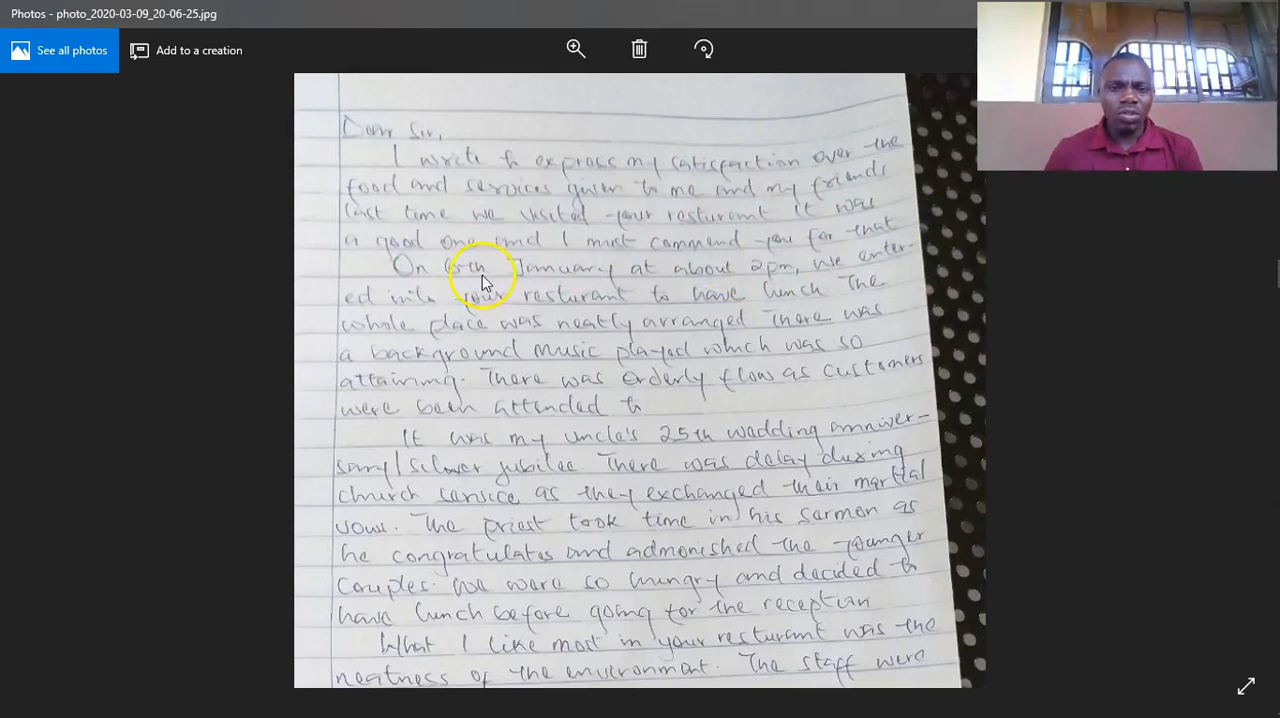 Photos - photo_2020-03-09_20-06-25.jpg
See all photos
Add to a creation
Dear Sir,
I write to express my satisfaction over the
food and services given to me and my friends
last time we visited your resturant it was
a good one and I must commend you for that
On January at about 2pm, we enter-
ed into your resturant to have lunch The
whole place was neatly arranged There was
a background music played which was so
attaining. There was orderly flow as customers
were been attended to
It was my uncle's 25th wadding anniver-
sary/silver jubilee. There was delay during
church service as they exchanged their martial
vows. The priest took time in his sarmon as
he congratulates and admonished the younger
couples. We were so hungry and decided to
have lunch before going for the reception
What I like most in your resturant was the
neatness of the environment. The staff were